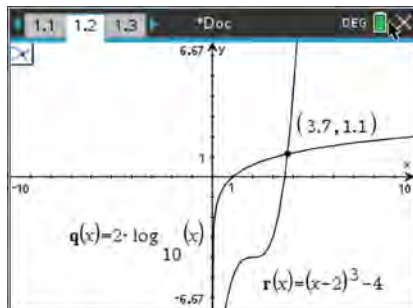 1.1 1.2 1.3 *Doc DEG
6.67 y
(3.7,1.1)
1
x
-10 1 10
q(x)=2·log10(x)
r(x)=(x-2)³-4
-6.67